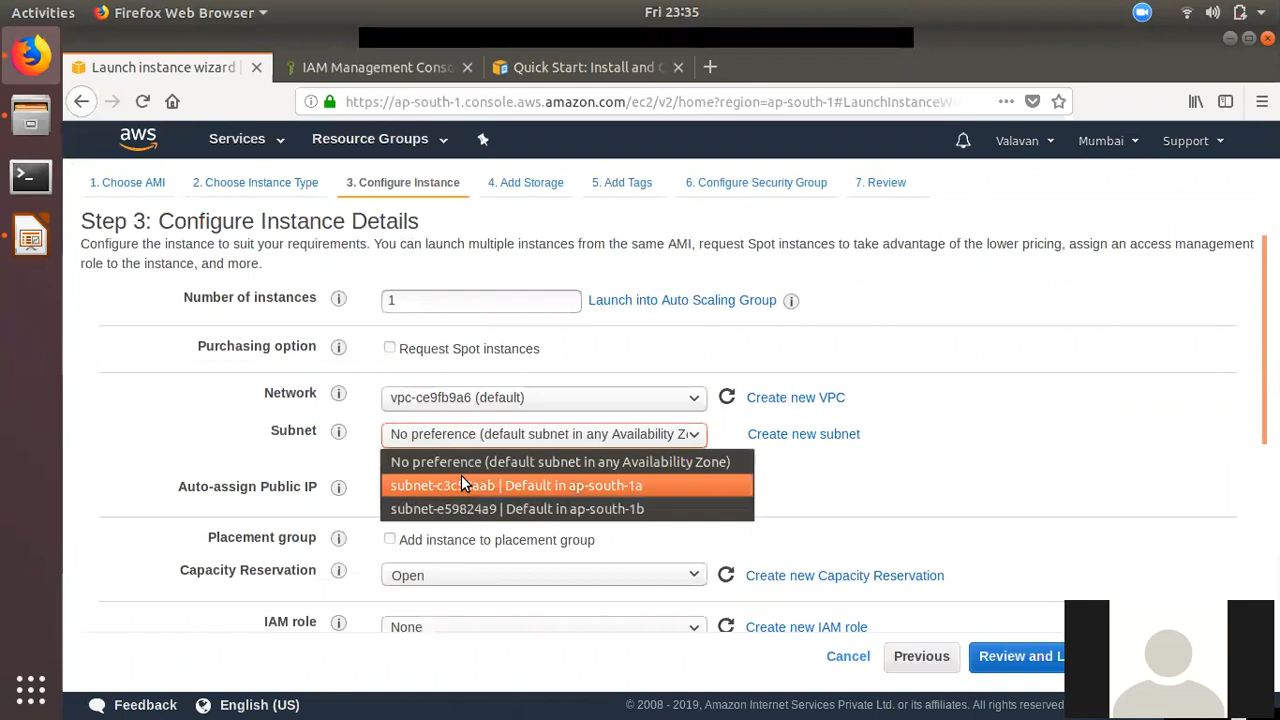 Activities
Firefox Web Browser
Fri 23:35
Launch instance wizard
IAM Management Conso
Quick Start: Install and C
https://ap-south-1.console.aws.amazon.com/ec2/v2/home?region=ap-south-1#LaunchInstanceWi
aws
Services
Resource Groups
Valavan
Mumbai
Support
1. Choose AMI
2. Choose Instance Type
3. Configure Instance
4. Add Storage
5. Add Tags
6. Configure Security Group
7. Review
Step 3: Configure Instance Details
Configure the instance to suit your requirements. You can launch multiple instances from the same AMI, request Spot instances to take advantage of the lower pricing, assign an access management
role to the instance, and more.
Number of instances
1
Launch into Auto Scaling Group
Purchasing option
Request Spot instances
Network
vpc-ce9fb9a6 (default)
Create new VPC
Subnet
No preference (default subnet in any Availability Zo
Create new subnet
No preference (default subnet in any Availability Zone)
| Default in ap-south-1a
subnet-e59824a9 | Default in ap-south-1b
Auto-assign Public IP
Placement group
Add instance to placement group
Capacity Reservation
Open
Create new Capacity Reservation
IAM role
None
Create new IAM role
Cancel
Previous
Review and L
Feedback
English (US)
© 2008 - 2019, Amazon Internet Services Private Ltd. or its affiliates. All rights reserved.